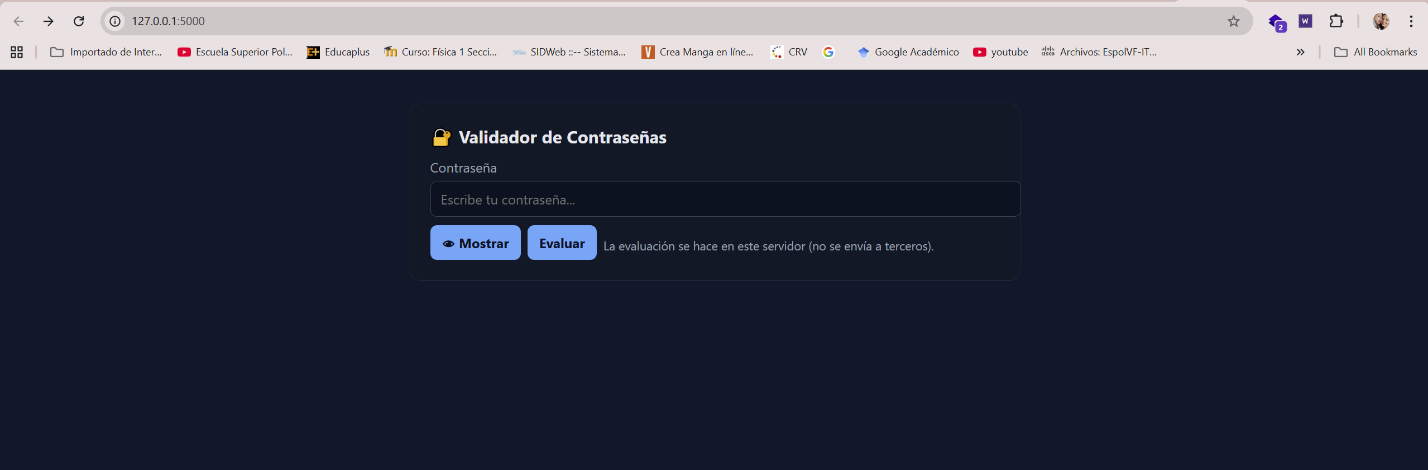 127.0.0.1:5000
2
W
Importado de Inter... Escuela Superior Pol... E+ Educaplus Curso: Física 1 Secci... SIDWeb ::-- Sistema... V Crea Manga en líne... CRV G Google Académico youtube Archivos: EspolVF-IT... » All Bookmarks
Validador de Contraseñas
Contraseña
Escribe tu contraseña...
Mostrar Evaluar La evaluación se hace en este servidor (no se envía a terceros).